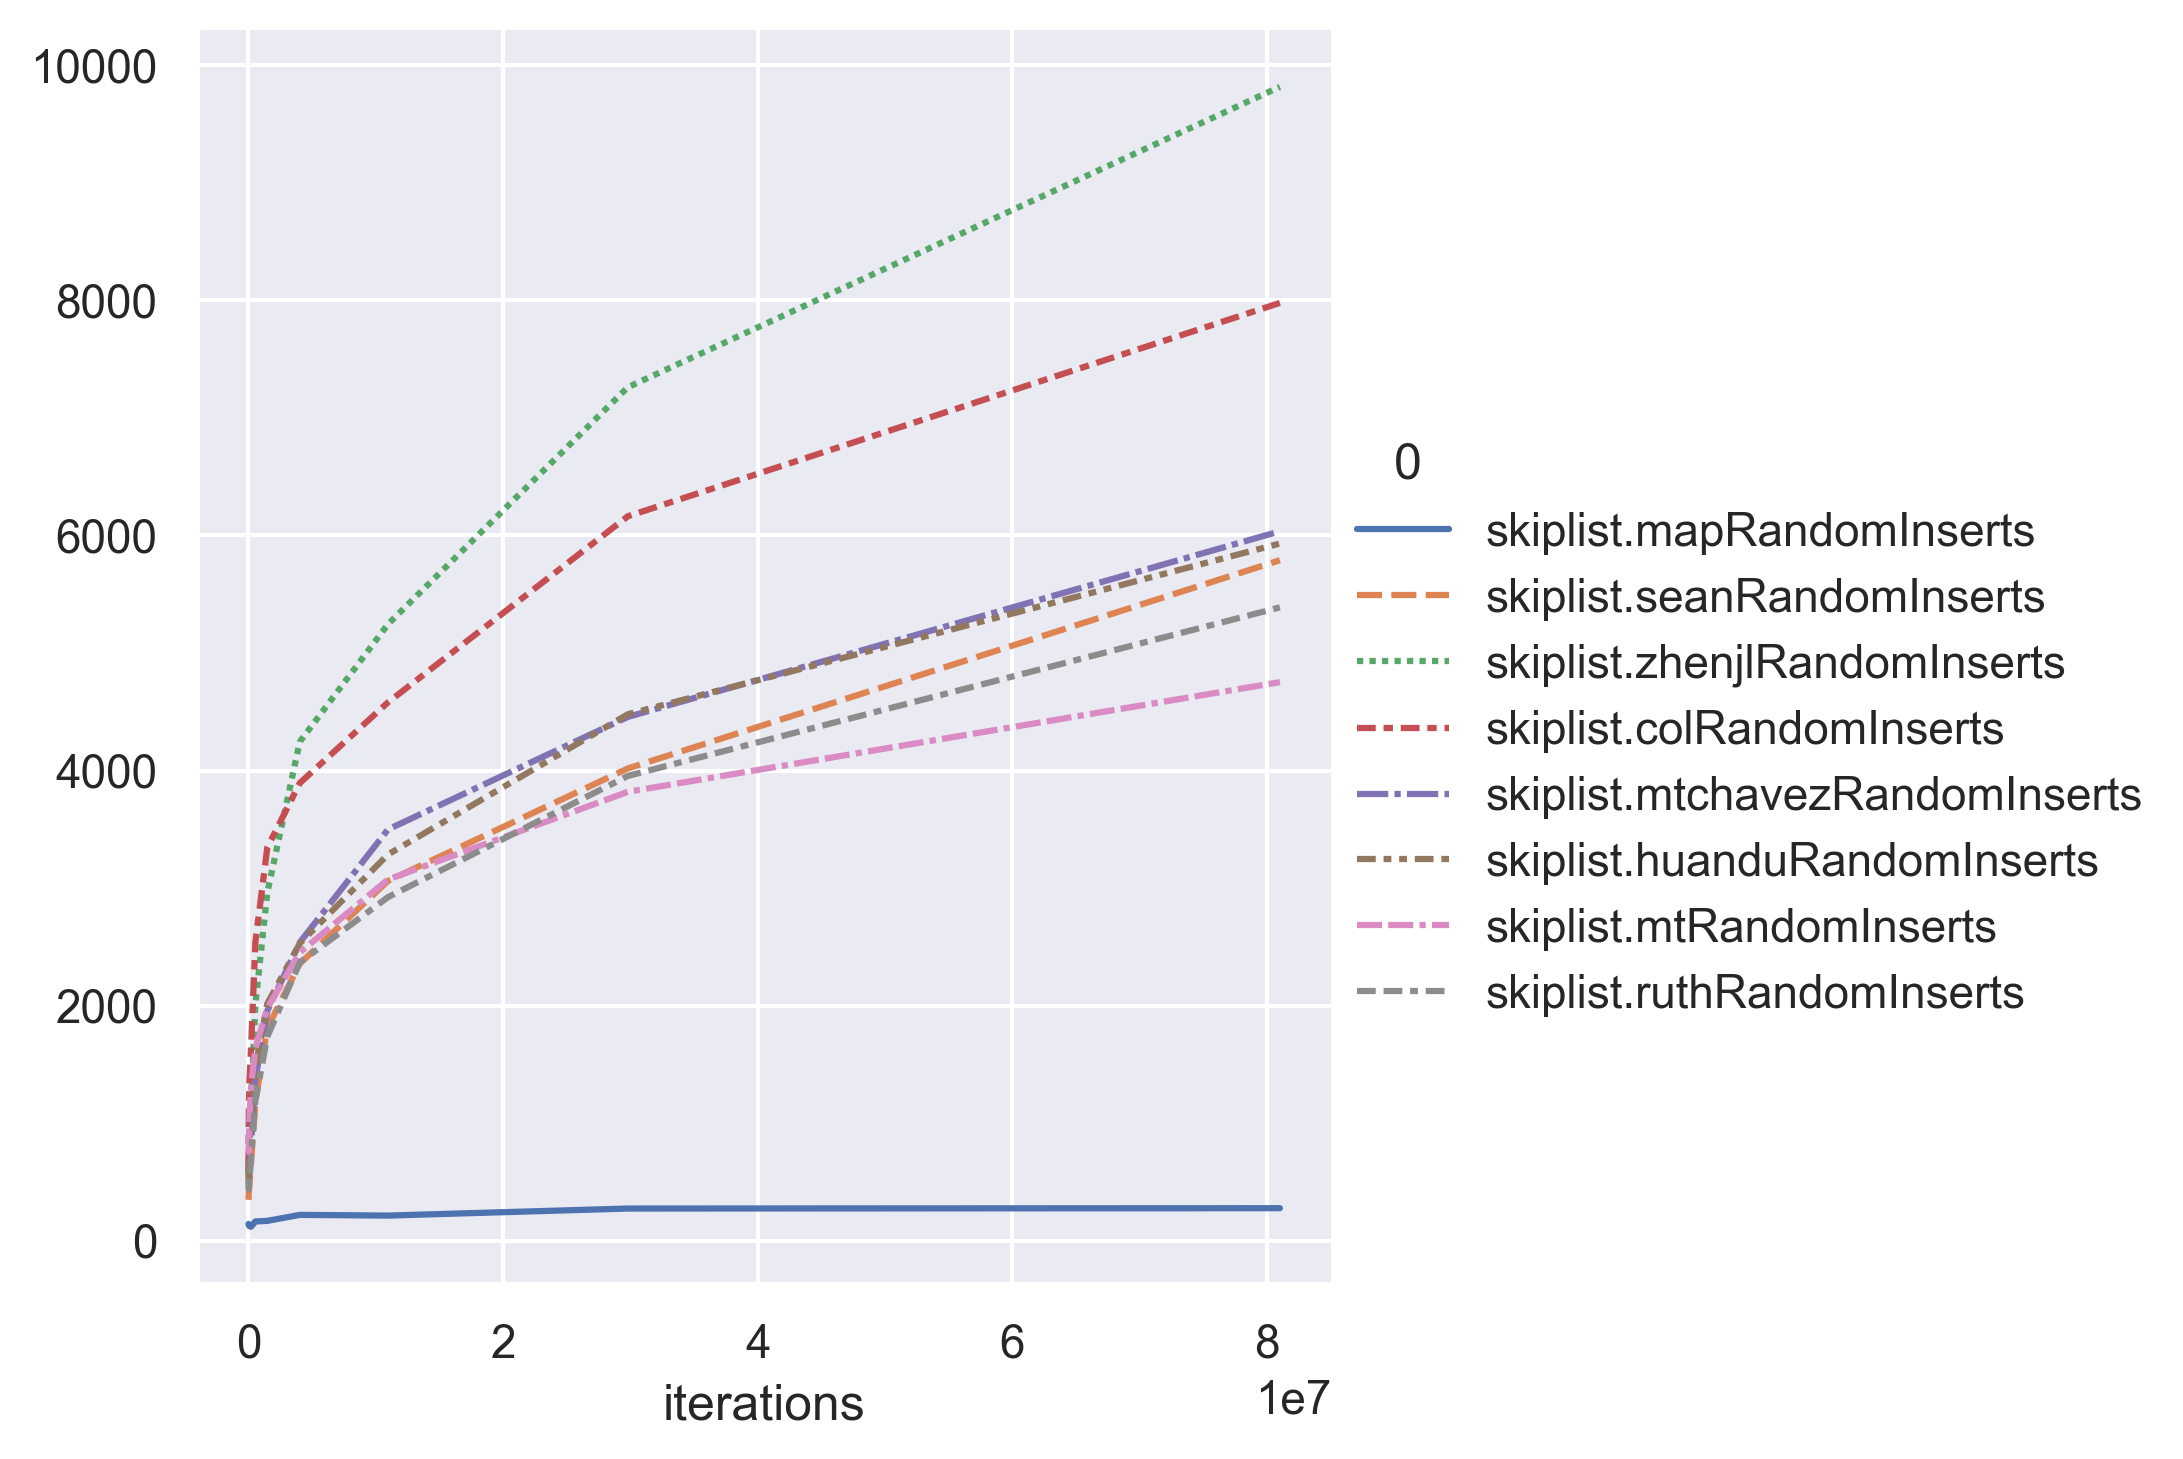 10000
8000
6000
4000
2000
0
0 2 4 6 8
1e7
iterations
0
skiplist.mapRandomInserts
skiplist.seanRandomInserts
skiplist.zhenjlRandomInserts
skiplist.colRandomInserts
skiplist.mtchavezRandomInserts
skiplist.huanduRandomInserts
skiplist.mtRandomInserts
skiplist.ruthRandomInserts